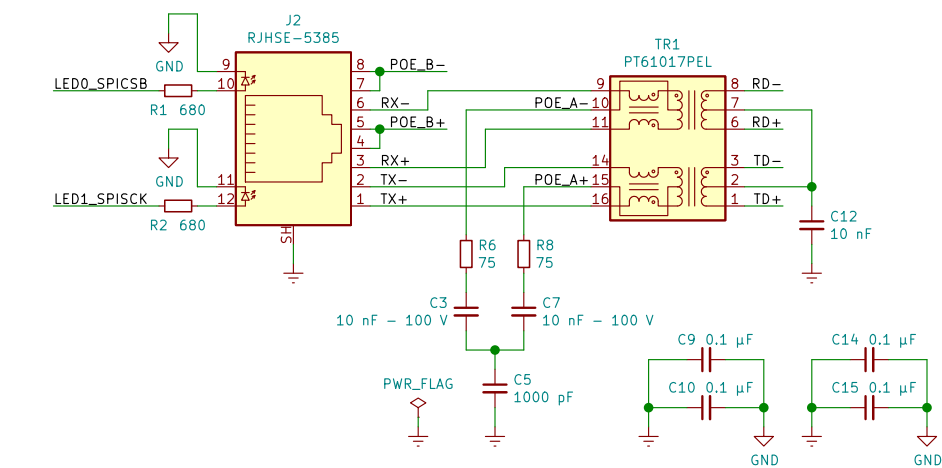 J2
RJHSE-5385
GND
9
10
LED0_SPICSB
R1 680
8
POE_B-
7
6
RX-
5
POE_B+
4
3
RX+
2
TX-
1
TX+
GND
11
12
LED1_SPISCK
R2 680
SH
TR1
PT61017PEL
9
POE_A-
10
11
14
POE_A+
15
16
8
RD-
7
6
RD+
3
TD-
2
1
TD+
C12
10 nF
R6
75
R8
75
C3
10 nF – 100 V
C7
10 nF – 100 V
PWR_FLAG
C5
1000 pF
C9 0.1 µF
C10 0.1 µF
GND
C14 0.1 µF
C15 0.1 µF
GND